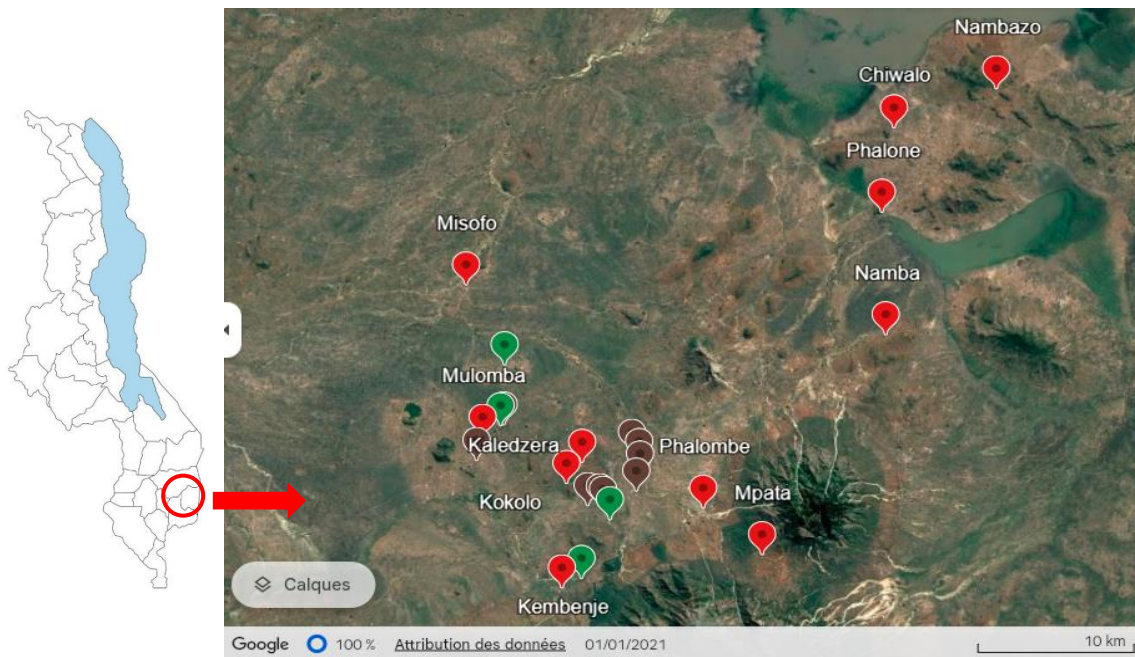 Nambazo
Chiwalo
Phalone
Misofo
Namba
Mulomba
Kaledzera
Phalombe
Kokolo
Mpata
Kembenje
Calques
Google 100 % Attribution des données 01/01/2021 10 km